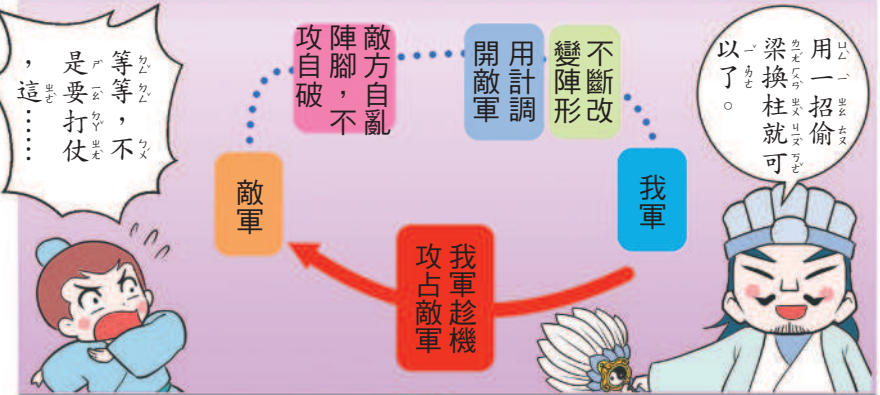 用一招偷
梁換柱就可
以了。
我軍
不斷改
變陣形
用計調
開敵軍
敵方自亂
陣腳，不
攻自破
敵軍
我軍趁機
攻占敵軍
等等，不
是要打仗
，這……